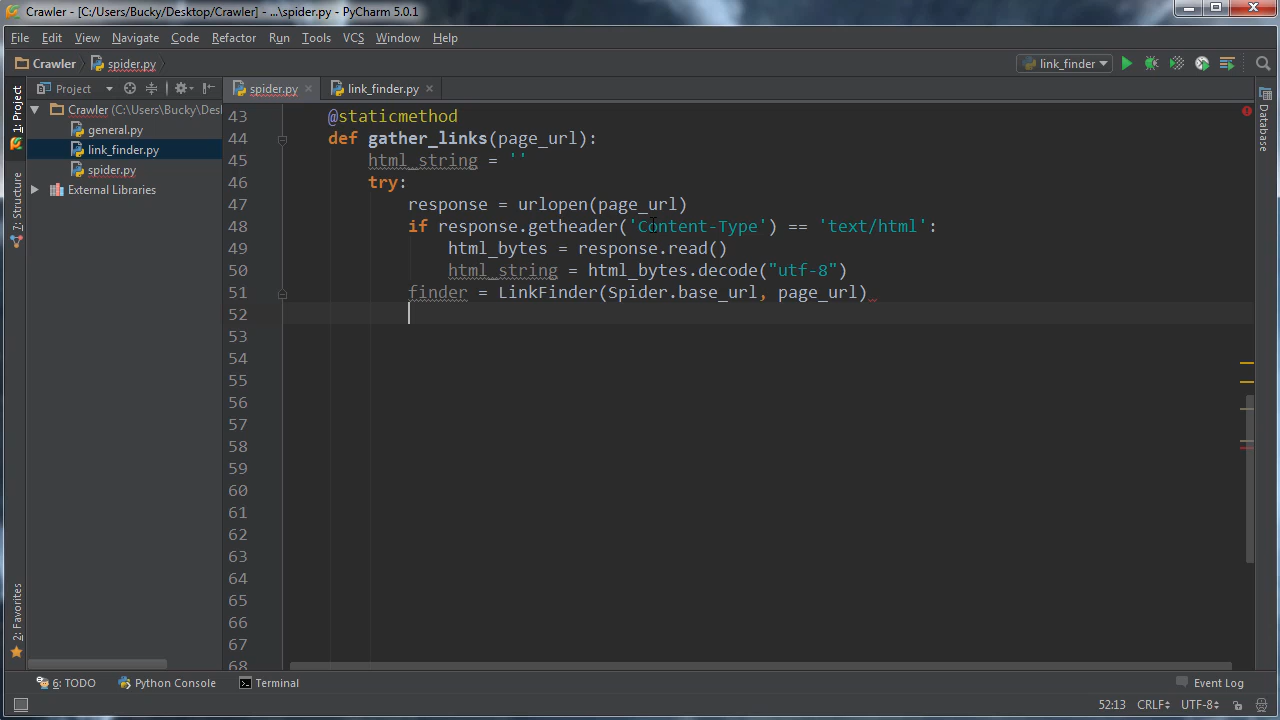 Crawler - [C:/Users/Bucky/Desktop/Crawler] - ...\spider.py - PyCharm 5.0.1
File Edit View Navigate Code Refactor Run Tools VCS Window Help
Crawler spider.py link_finder
Project spider.py link_finder.py
1: Project
Z: Structure
2: Favorites
Database
Crawler (C:\Users\Bucky\Des
general.py
link_finder.py
spider.py
External Libraries
43 @staticmethod
44 def gather_links(page_url):
45 html_string = ''
46 try:
47 response = urlopen(page_url)
48 if response.getheader('Content-Type') == 'text/html':
49 html_bytes = response.read()
50 html_string = html_bytes.decode("utf-8")
51 finder = LinkFinder(Spider.base_url, page_url)
52
53
54
55
56
57
58
59
60
61
62
63
64
65
66
67
68
6: TODO Python Console Terminal Event Log
52:13 CRLF UTF-8